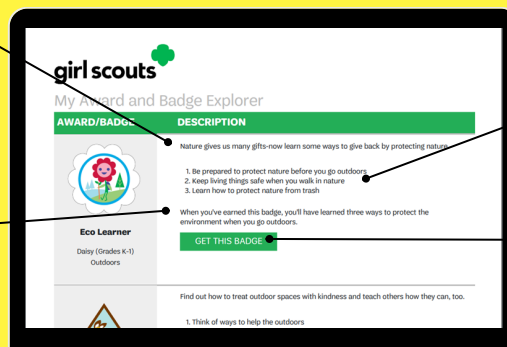 girl scouts
My Award and Badge Explorer
AWARD/BADGE
DESCRIPTION
Nature gives us many gifts-now learn some ways to give back by protecting nature.
1. Be prepared to protect nature before you go outdoors
2. Keep living things safe when you walk in nature
3. Learn how to protect nature from trash
When you've earned this badge, you'll have learned three ways to protect the
environment when you go outdoors.
GET THIS BADGE
Eco Learner
Daisy (Grades K-1)
Outdoors
Find out how to treat outdoor spaces with kindness and teach others how they can, too.
1. Think of ways to help the outdoors